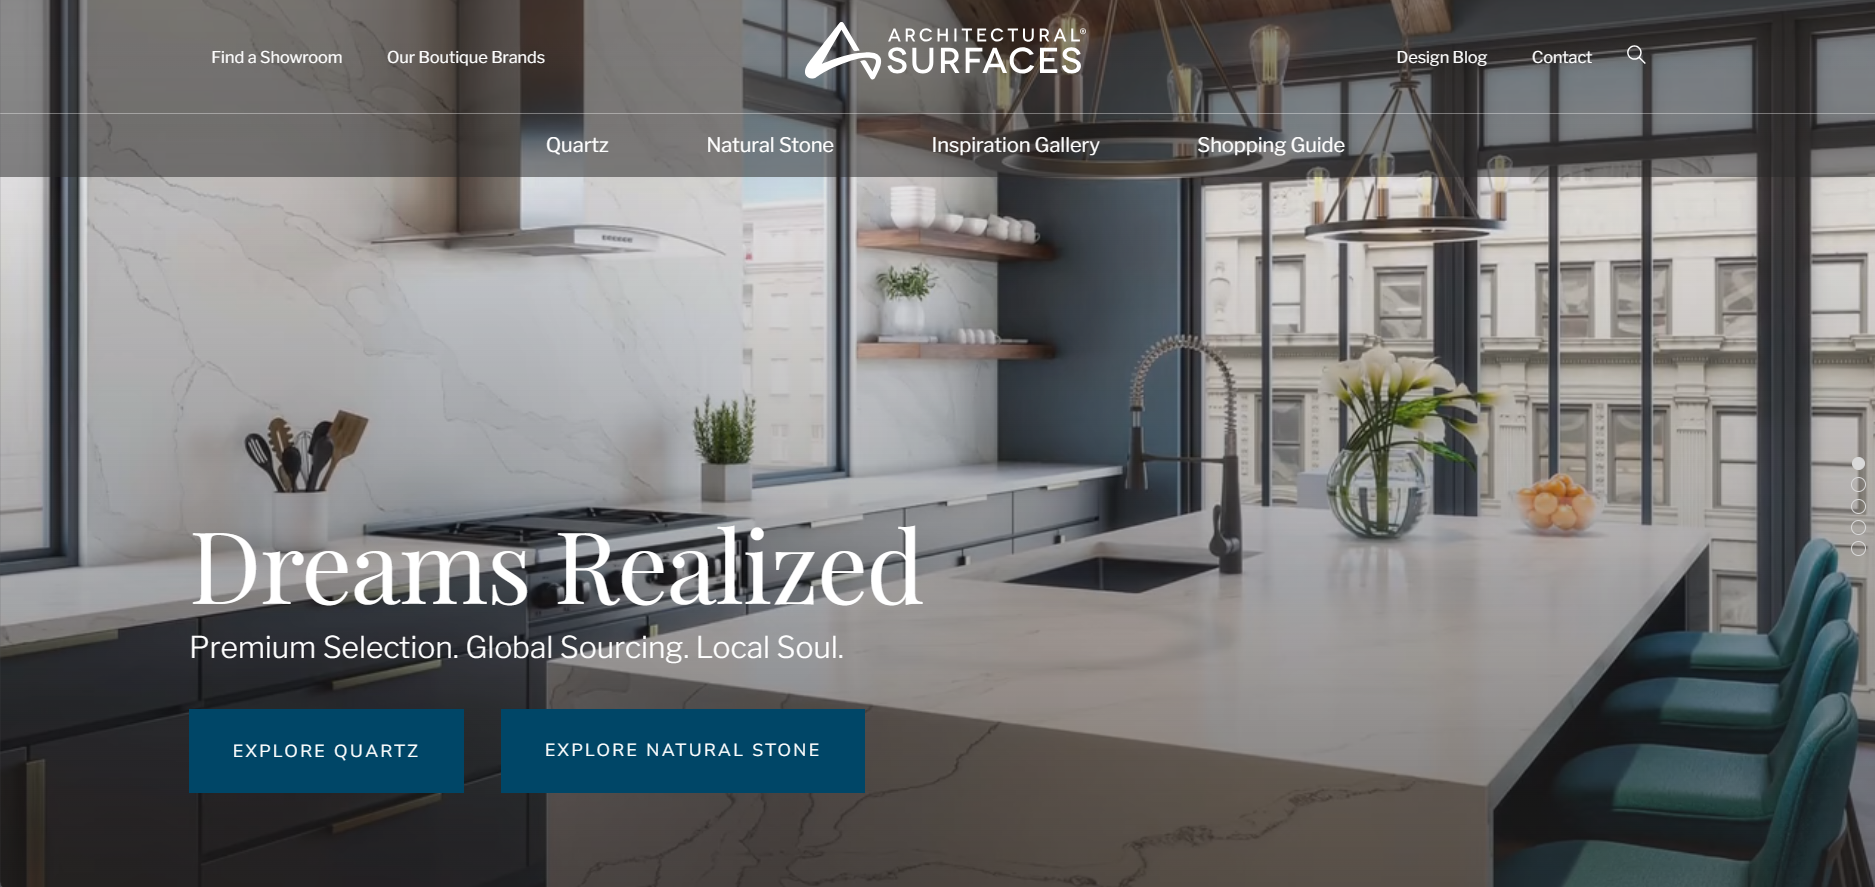 Find a Showroom
Our Boutique Brands
ARCHITECTURAL®
SURFACES
Design Blog
Contact
Quartz
Natural Stone
Inspiration Gallery
Shopping Guide
Dreams Realized
Premium Selection. Global Sourcing. Local Soul.
EXPLORE QUARTZ
EXPLORE NATURAL STONE